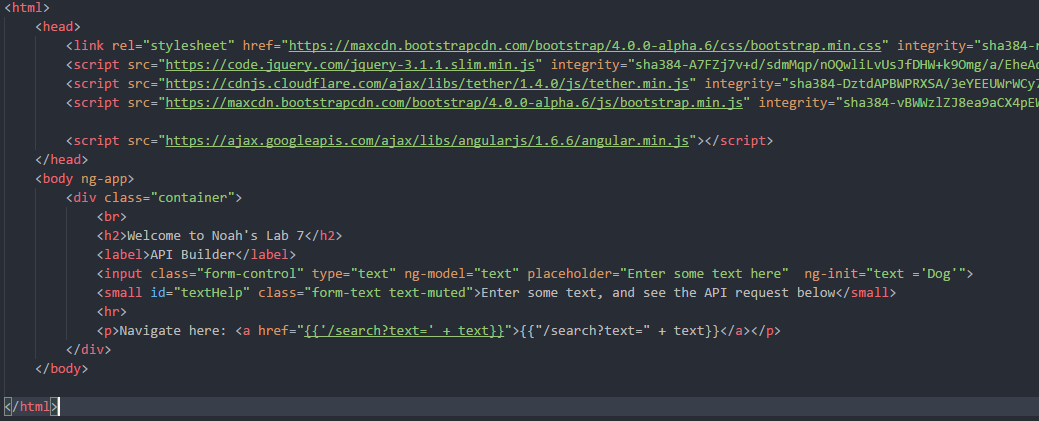 <html>
<head>
<link rel="stylesheet" href="https://maxcdn.bootstrapcdn.com/bootstrap/4.0.0-alpha.6/css/bootstrap.min.css" integrity="sha384-
<script src="https://code.jquery.com/jquery-3.1.1.slim.min.js" integrity="sha384-A7FZj7v+d/sdmMqp/nOQwliLvUsJfDHW+k9Omg/a/EheAd
<script src="https://cdnjs.cloudflare.com/ajax/libs/tether/1.4.0/js/tether.min.js" integrity="sha384-DztdAPBWPRXSA/3eYEEUWrWCy7
<script src="https://maxcdn.bootstrapcdn.com/bootstrap/4.0.0-alpha.6/js/bootstrap.min.js" integrity="sha384-vBWWzlZJ8ea9aCX4pEW
<script src="https://ajax.googleapis.com/ajax/libs/angularjs/1.6.6/angular.min.js"></script>
</head>
<body ng-app>
<div class="container">
<br>
<h2>Welcome to Noah's Lab 7</h2>
<label>API Builder</label>
<input class="form-control" type="text" ng-model="text" placeholder="Enter some text here"  ng-init="text ='Dog'">
<small id="textHelp" class="form-text text-muted">Enter some text, and see the API request below</small>
<hr>
<p>Navigate here: <a href="{{'/search?text=' + text}}">{{"/search?text=" + text}}</a></p>
</div>
</body>
</html>